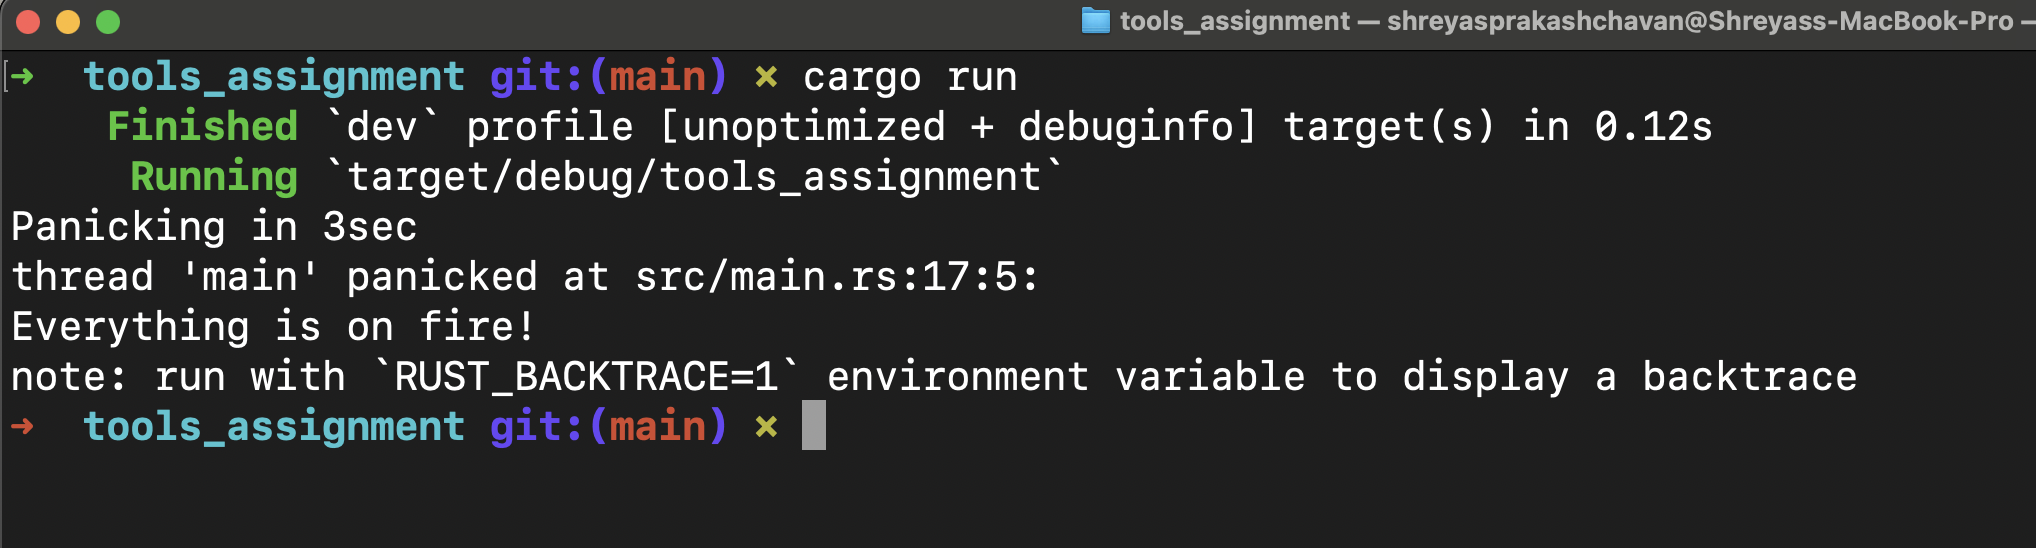 tools_assignment — shreyasprakashchavan@Shreyass-MacBook-Pro —
[➜ tools_assignment git:(main) × cargo run
Finished `dev` profile [unoptimized + debuginfo] target(s) in 0.12s
Running `target/debug/tools_assignment`
Panicking in 3sec
thread 'main' panicked at src/main.rs:17:5:
Everything is on fire!
note: run with `RUST_BACKTRACE=1` environment variable to display a backtrace
➜ tools_assignment git:(main) ×